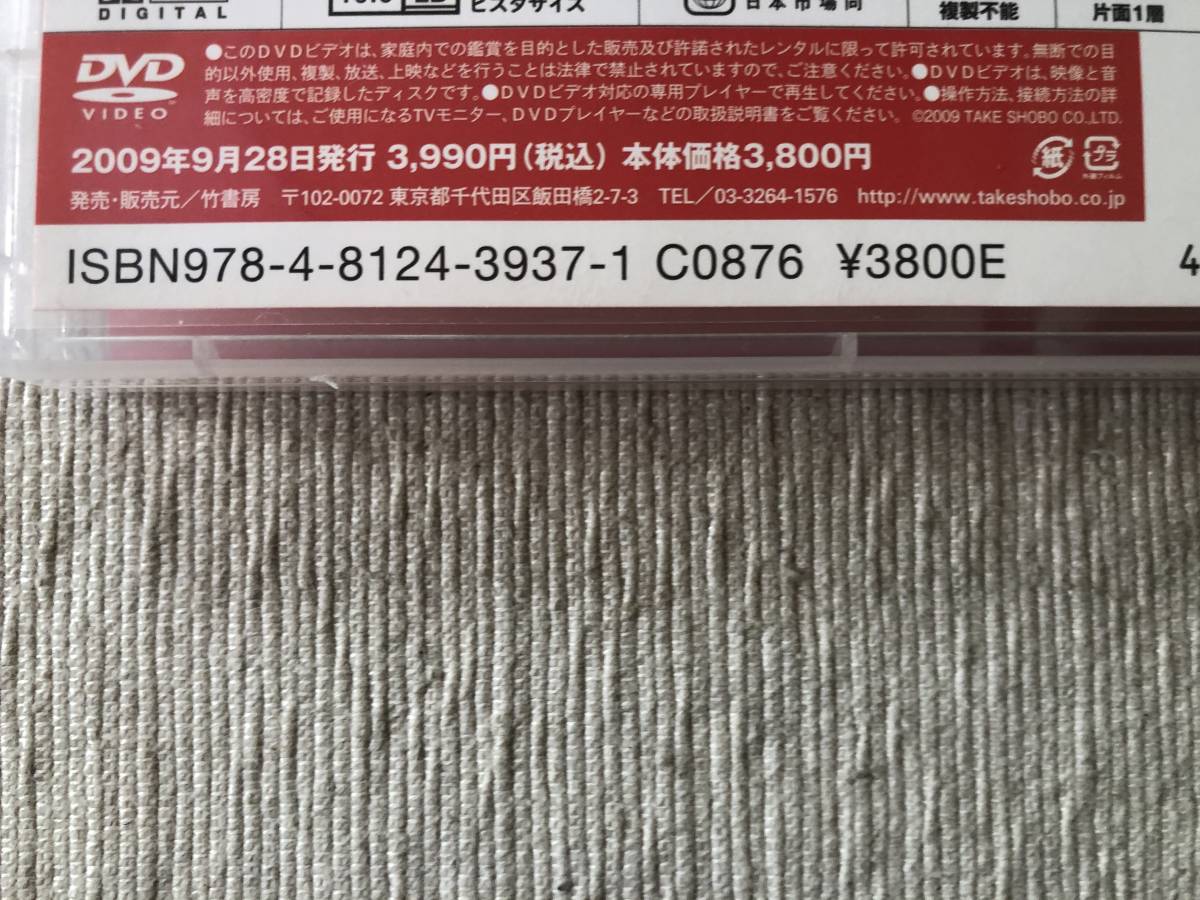 DIGITAL
ビスタサイズ
日本市場向
複製不能
片面1層
DVD
VIDEO
●このDVDビデオは、家庭内での鑑賞を目的とした販売及び許諾されたレンタルに限って許可されています。無断での目
的以外使用、複製、放送、上映などを行うことは法律で禁止されていますので、ご注意ください。●DVDビデオは、映像と音
声を高密度で記録したディスクです。●DVDビデオ対応の専用プレイヤーで再生してください。●操作方法、接続方法の詳
細については、ご使用になるTVモニター、DVDプレイヤーなどの取扱説明書をご覧ください。 ©2009 TAKE SHOBO CO.,LTD.
2009年9月28日発行 3,990円(税込) 本体価格3,800円
紙
プラ
外装フィルム
発売・販売元／竹書房 〒102-0072 東京都千代田区飯田橋2-7-3 TEL／03-3264-1576 http://www.takeshobo.co.jp
ISBN978-4-8124-3937-1 C0876 ¥3800E
4